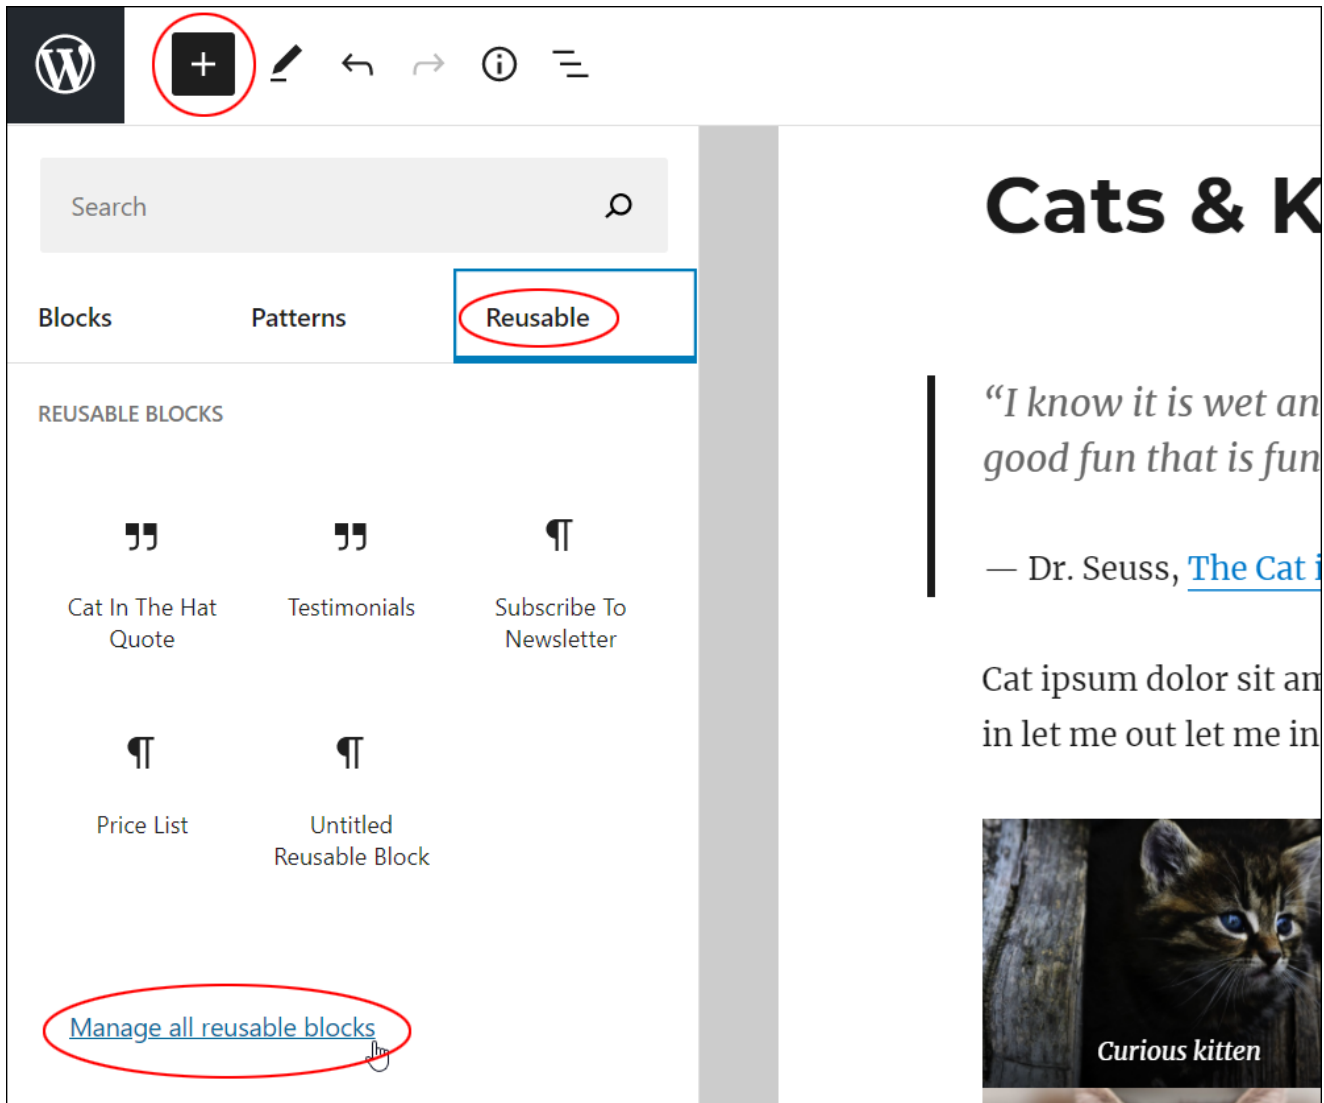 Search
Blocks
Patterns
Reusable
REUSABLE BLOCKS
Cat In The Hat
Quote
Testimonials
Subscribe To
Newsletter
Price List
Untitled
Reusable Block
Manage all reusable blocks
Cats & K
“I know it is wet an
good fun that is fun
— Dr. Seuss, The Cat i
Cat ipsum dolor sit am
in let me out let me in
Curious kitten